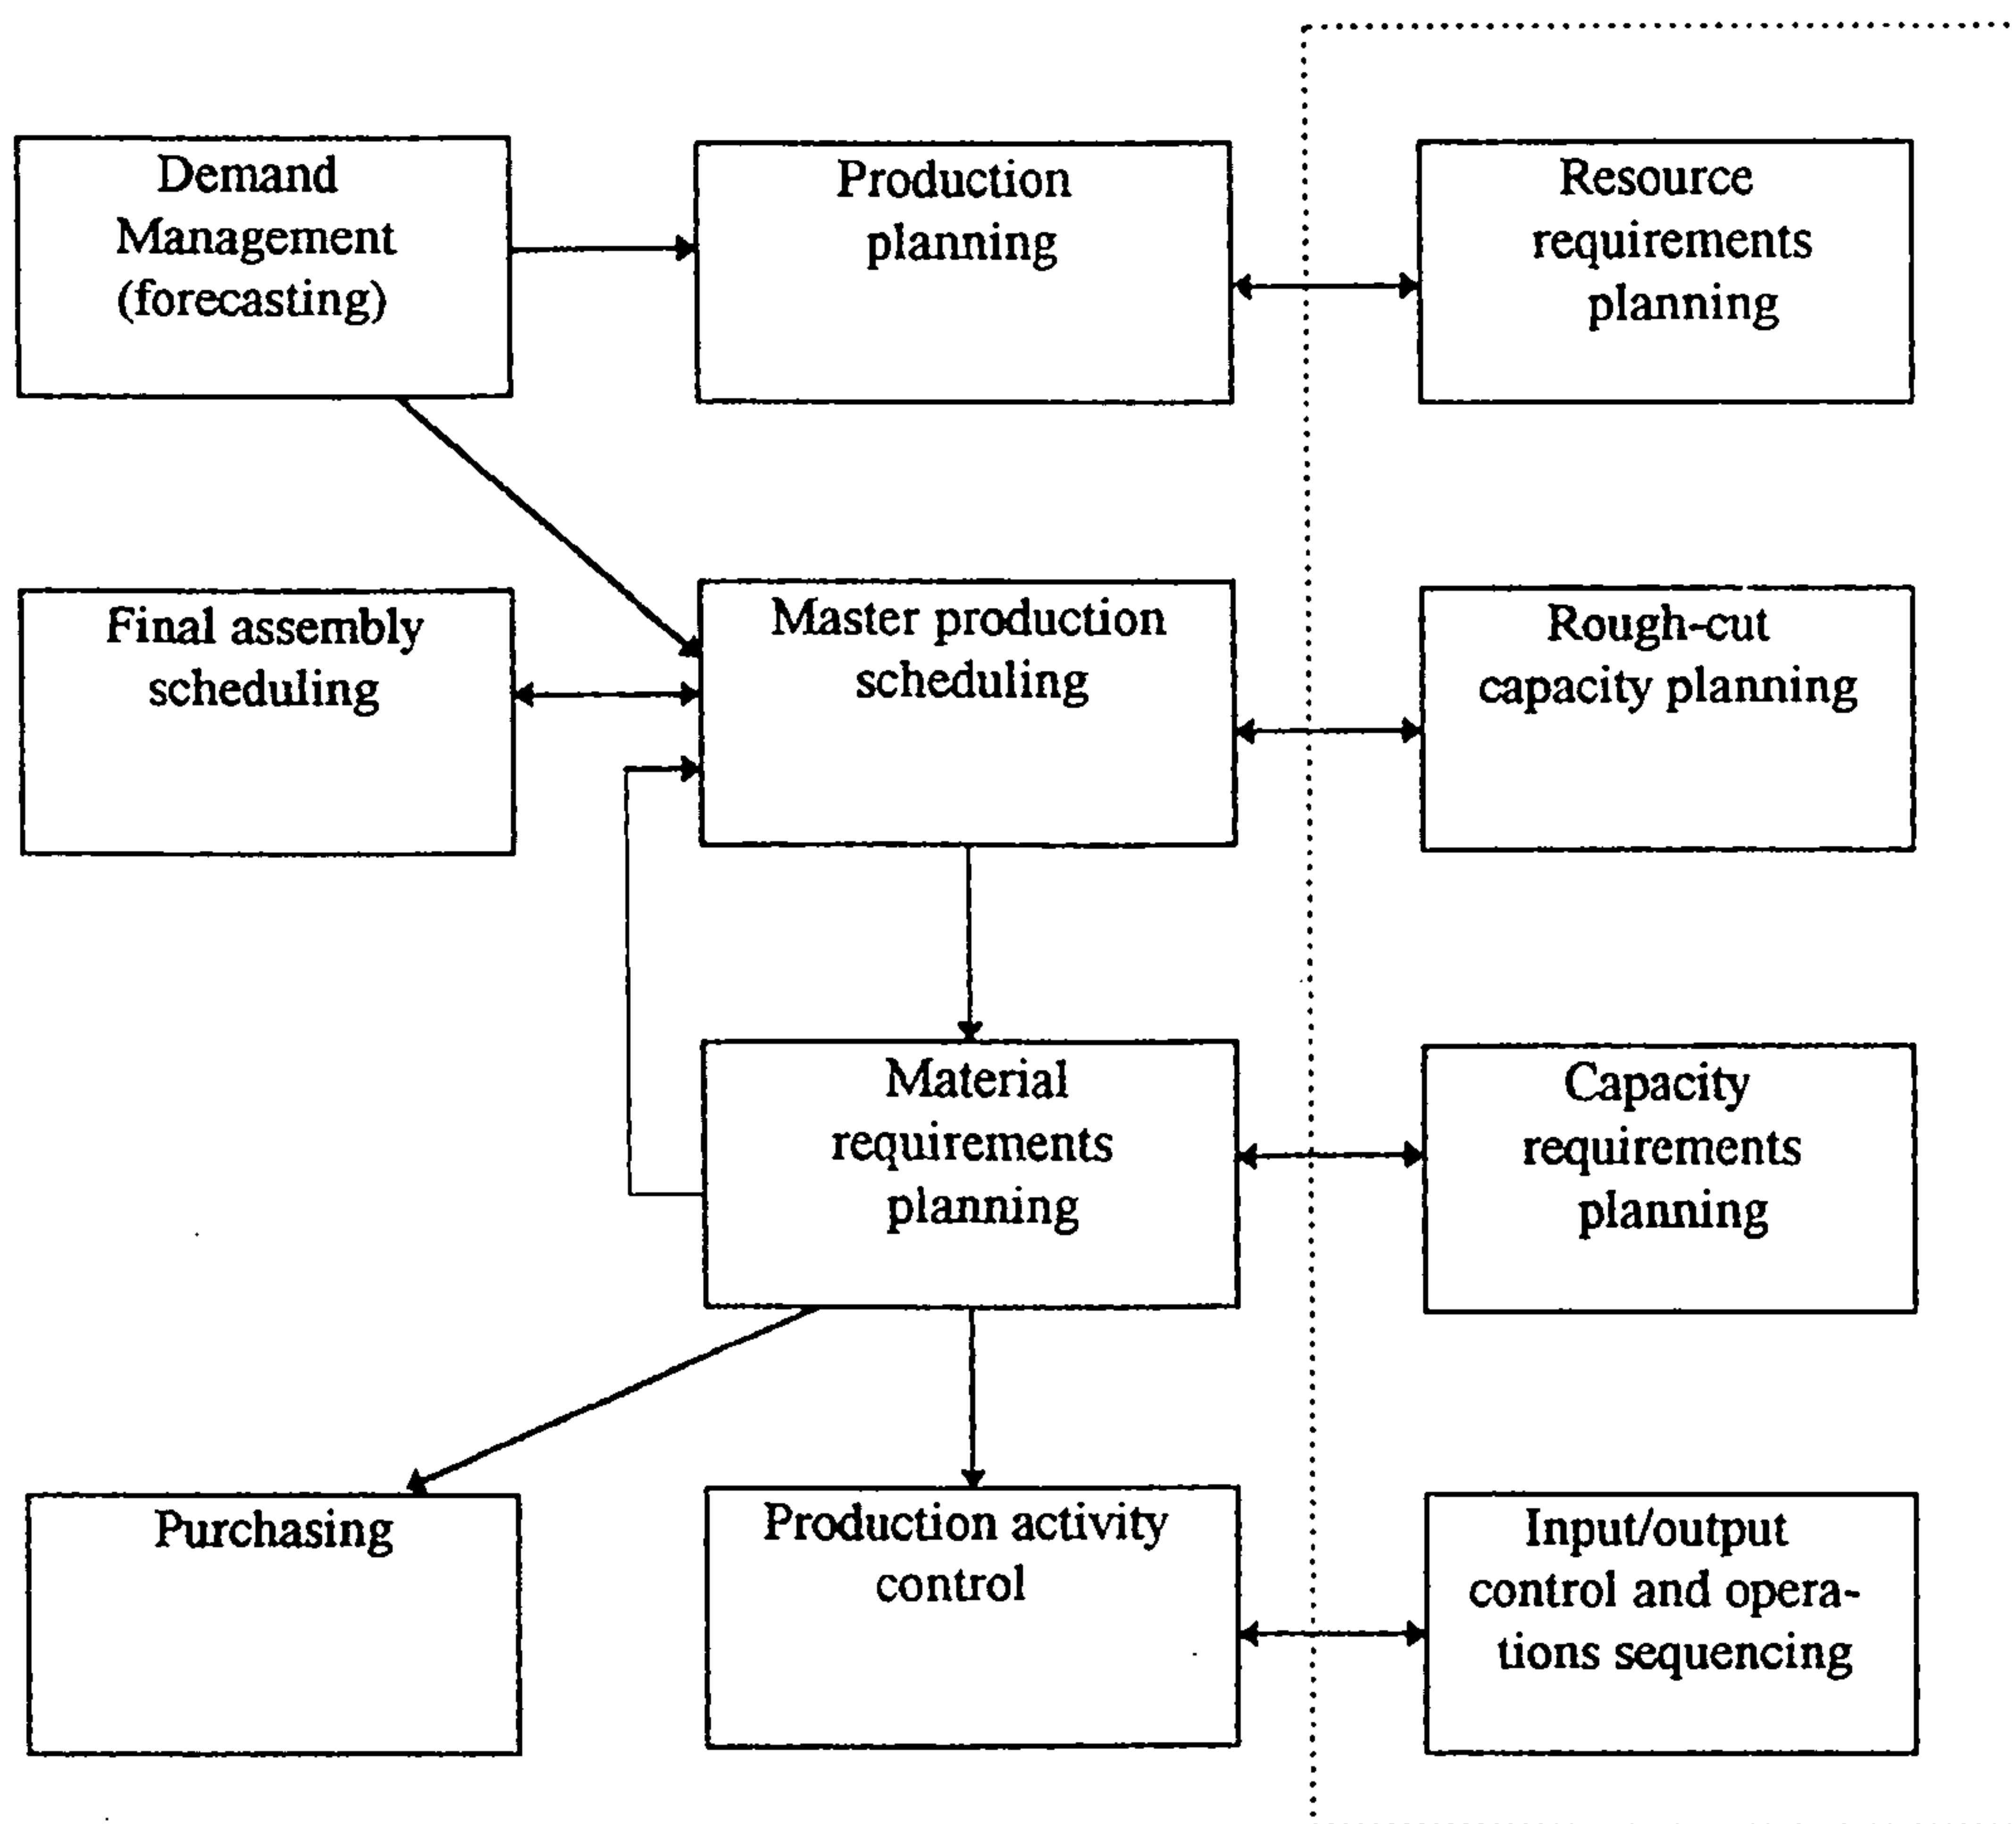 Demand
Management
(forecasting)
Production
planning
Resource
requirements
planning
Final assembly
scheduling
Master production
scheduling
Rough-cut
capacity planning
Material
requirements
planning
Capacity
requirements
planning
Purchasing
Production activity
control
Input/output
control and opera-
tions sequencing